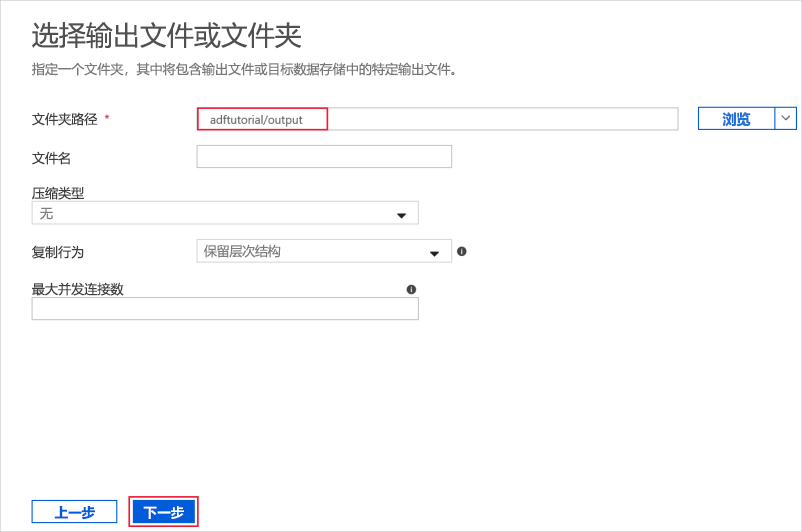 选择输出文件或文件夹
指定一个文件夹，其中将包含输出文件或目标数据存储中的特定输出文件。
文件夹路径 * adftutorial/output 浏览
文件名
压缩类型
无
复制行为 保留层次结构
最大并发连接数
上一步 下一步